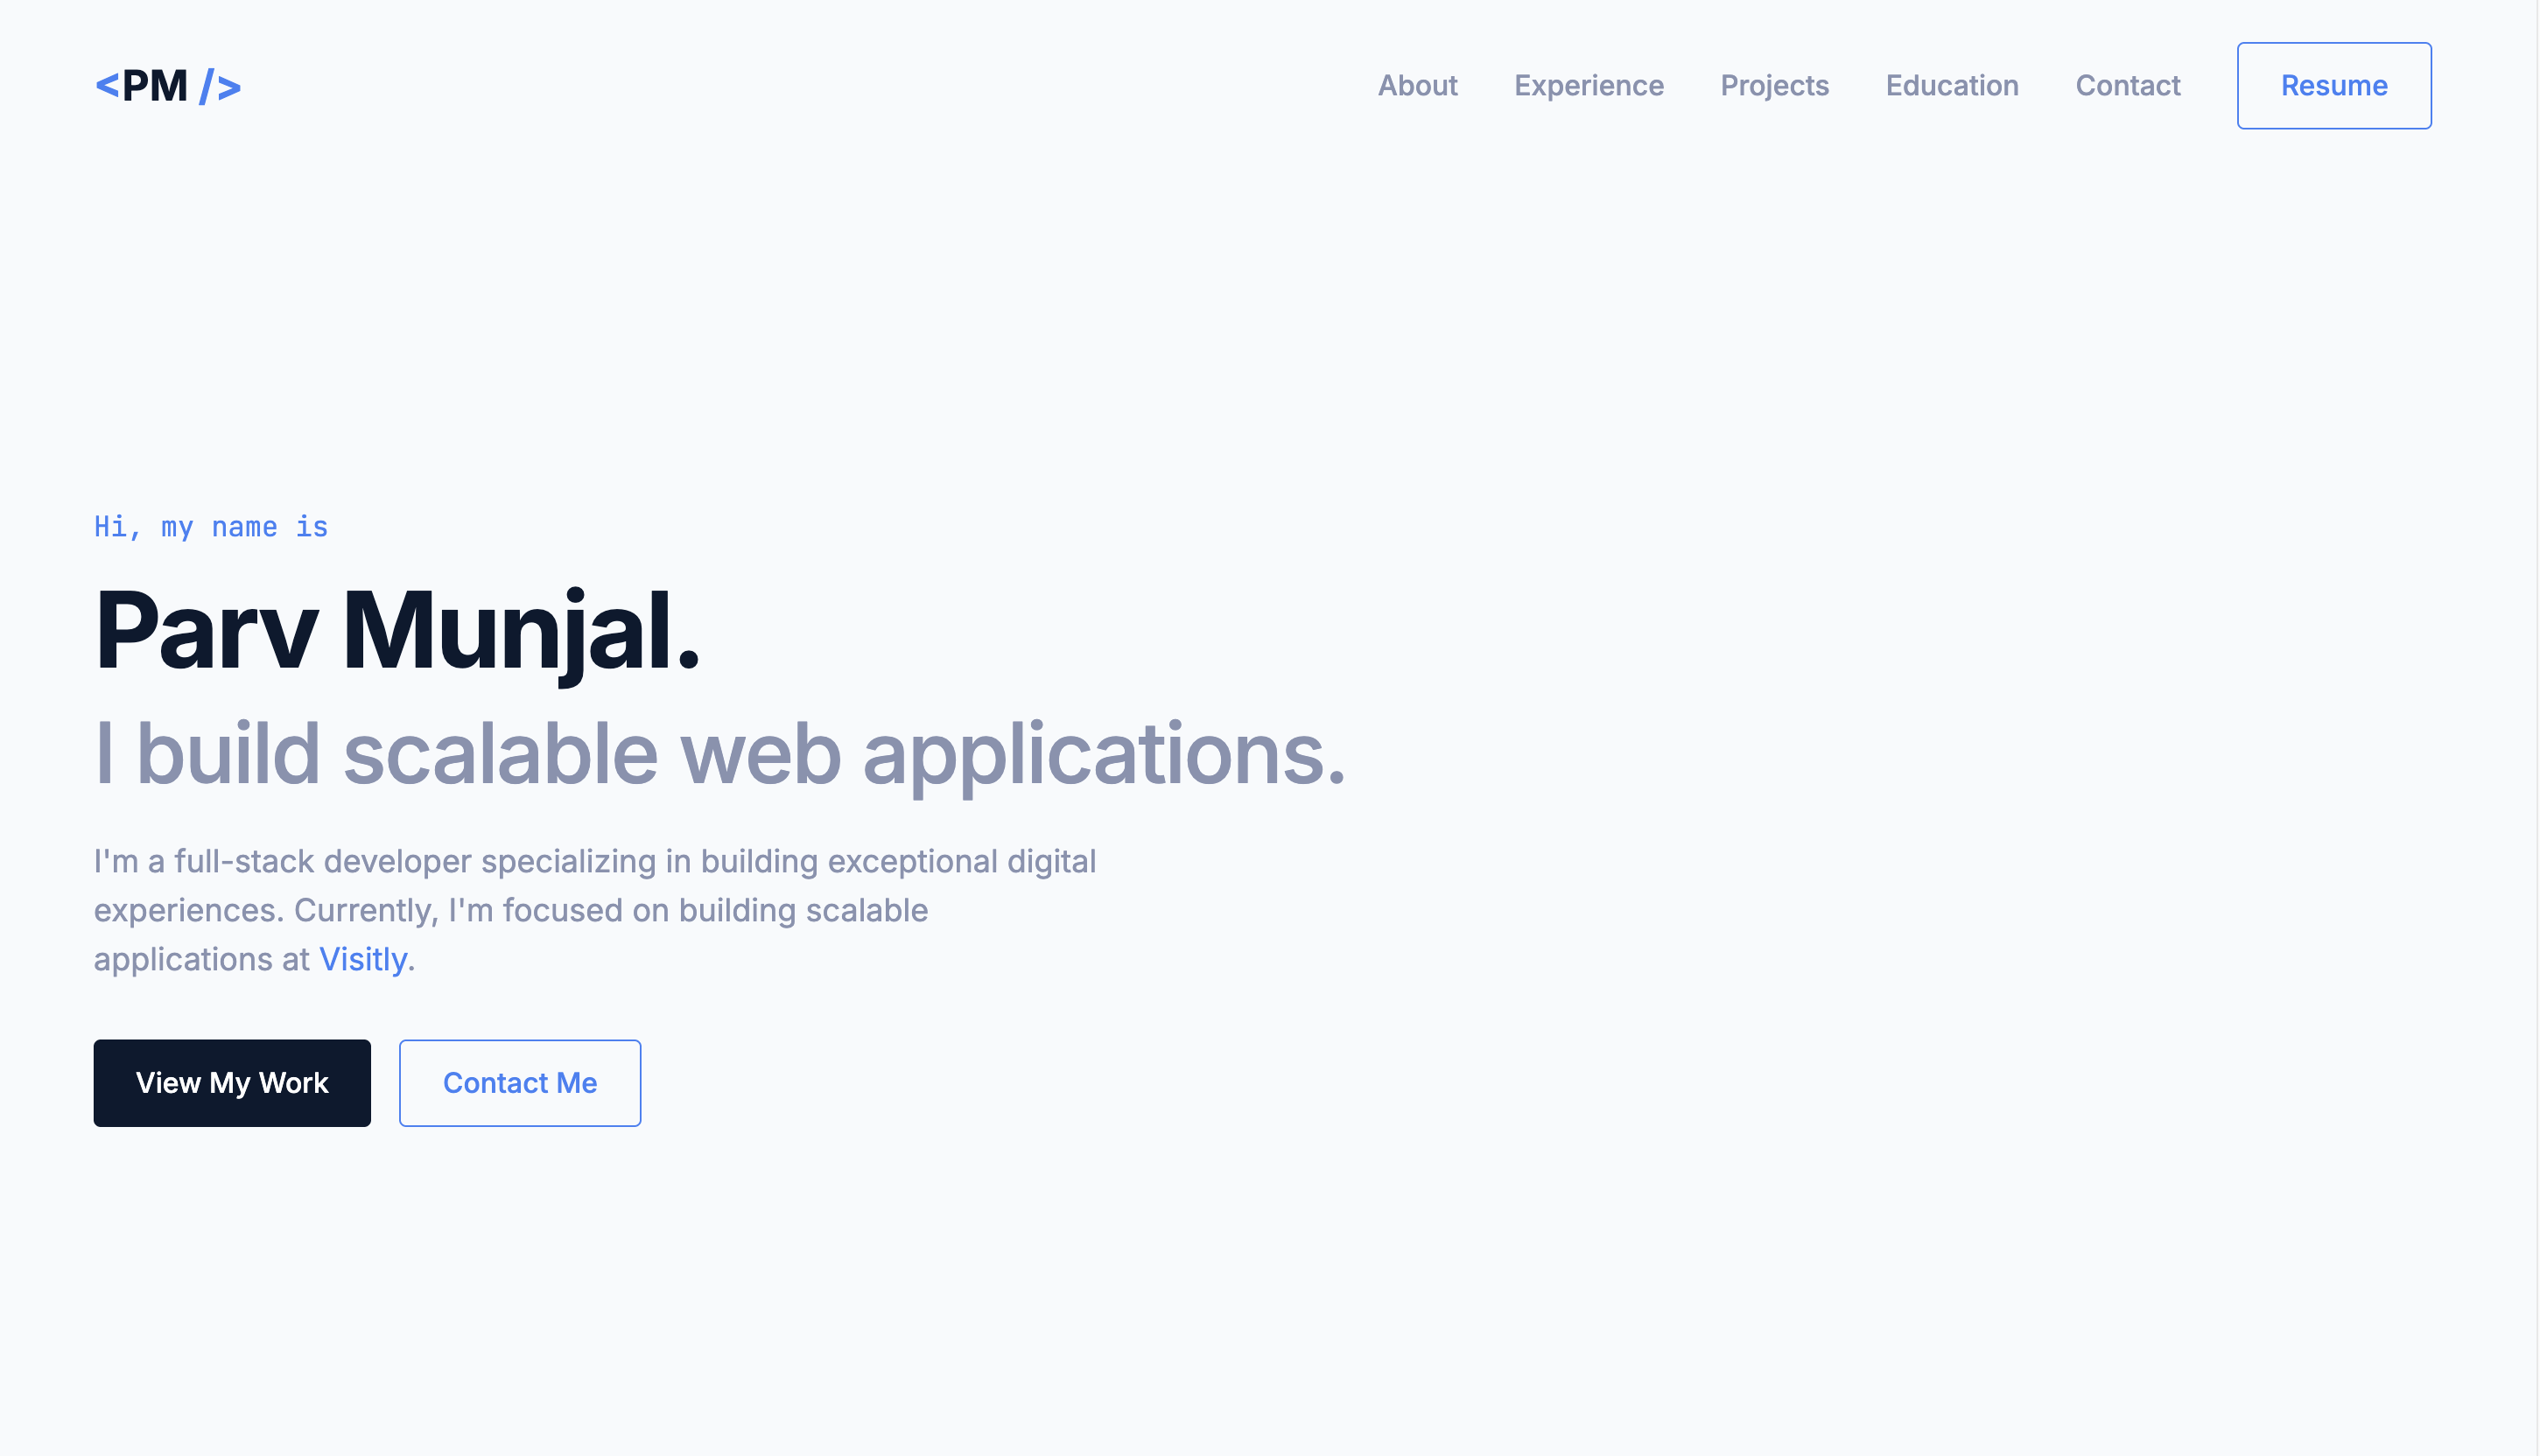 <PM />
About Experience Projects Education Contact Resume
Hi, my name is
Parv Munjal.
I build scalable web applications.
I'm a full-stack developer specializing in building exceptional digital
experiences. Currently, I'm focused on building scalable
applications at Visitly.
View My Work Contact Me